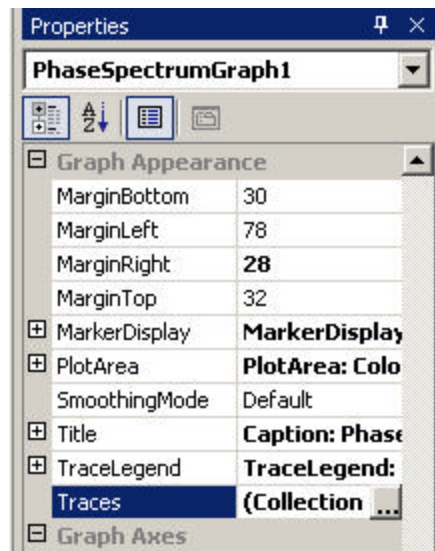 Properties
PhaseSpectrumGraph1
Graph Appearance
MarginBottom 30
MarginLeft 78
MarginRight 28
MarginTop 32
MarkerDisplay MarkerDisplay
PlotArea PlotArea: Colo
SmoothingMode Default
Title Caption: Phase
TraceLegend TraceLegend:
Traces (Collection ...
Graph Axes